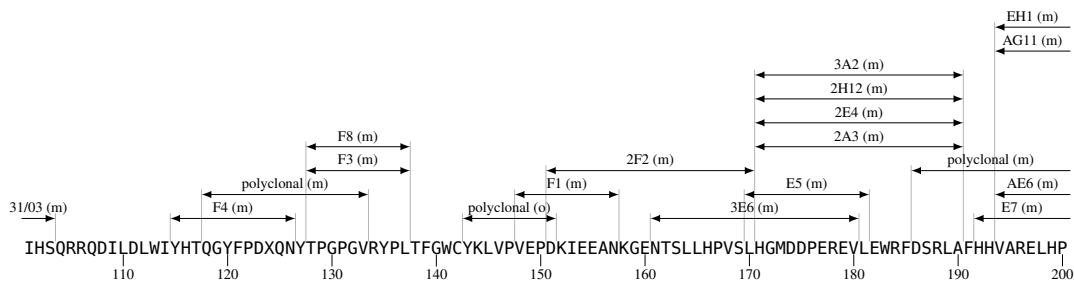 EH1 (m)
AG11 (m)
3A2 (m)
2H12 (m)
2E4 (m)
F8 (m) 2A3 (m)
F3 (m) 2F2 (m) polyclonal (m)
polyclonal (m) F1 (m) E5 (m) AE6 (m)
31/03 (m) F4 (m) polyclonal (o) 3E6 (m) E7 (m)
IHSQRRQDILDLWIYHTQGYFPDXQNYTPGPGVRYPLTFGWCYKLVPVEPDKIEEANKGENTSLLHPVSLHGMDDPEREVLEWRFDSRLAFHHVARELHP
110 120 130 140 150 160 170 180 190 200